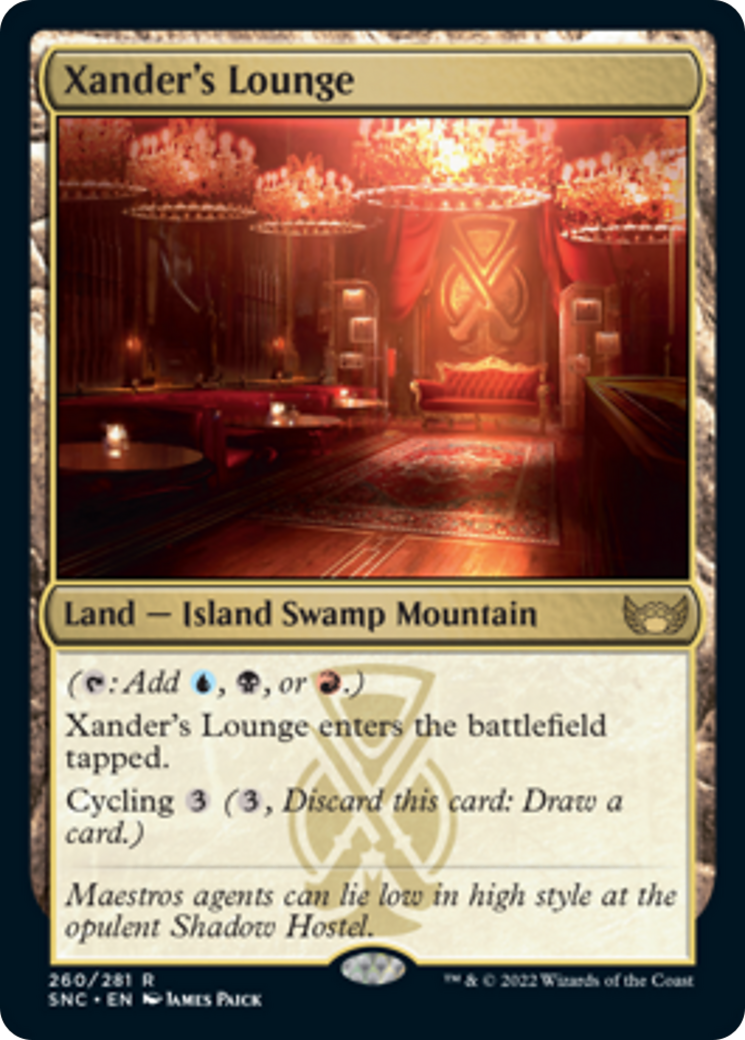 Xander's Lounge
Land — Island Swamp Mountain
(: Add , , or .)
Xander's Lounge enters the battlefield
tapped.
Cycling 3 (3, Discard this card: Draw a
card.)
Maestros agents can lie low in high style at the
opulent Shadow Hostel.
260/281 R
SNC • EN James Paick
™ & © 2022 Wizards of the Coast